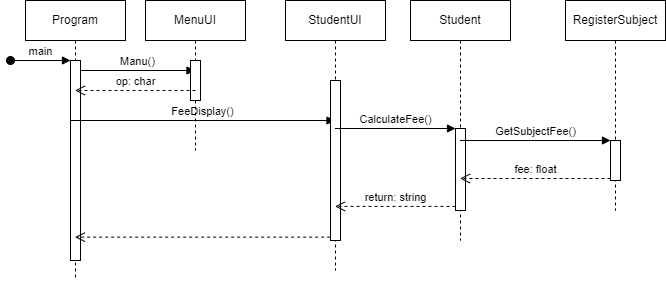 Program
MenuUI
StudentUI
Student
RegisterSubject
main
Manu()
op: char
FeeDisplay()
CalculateFee()
GetSubjectFee()
fee: float
return: string